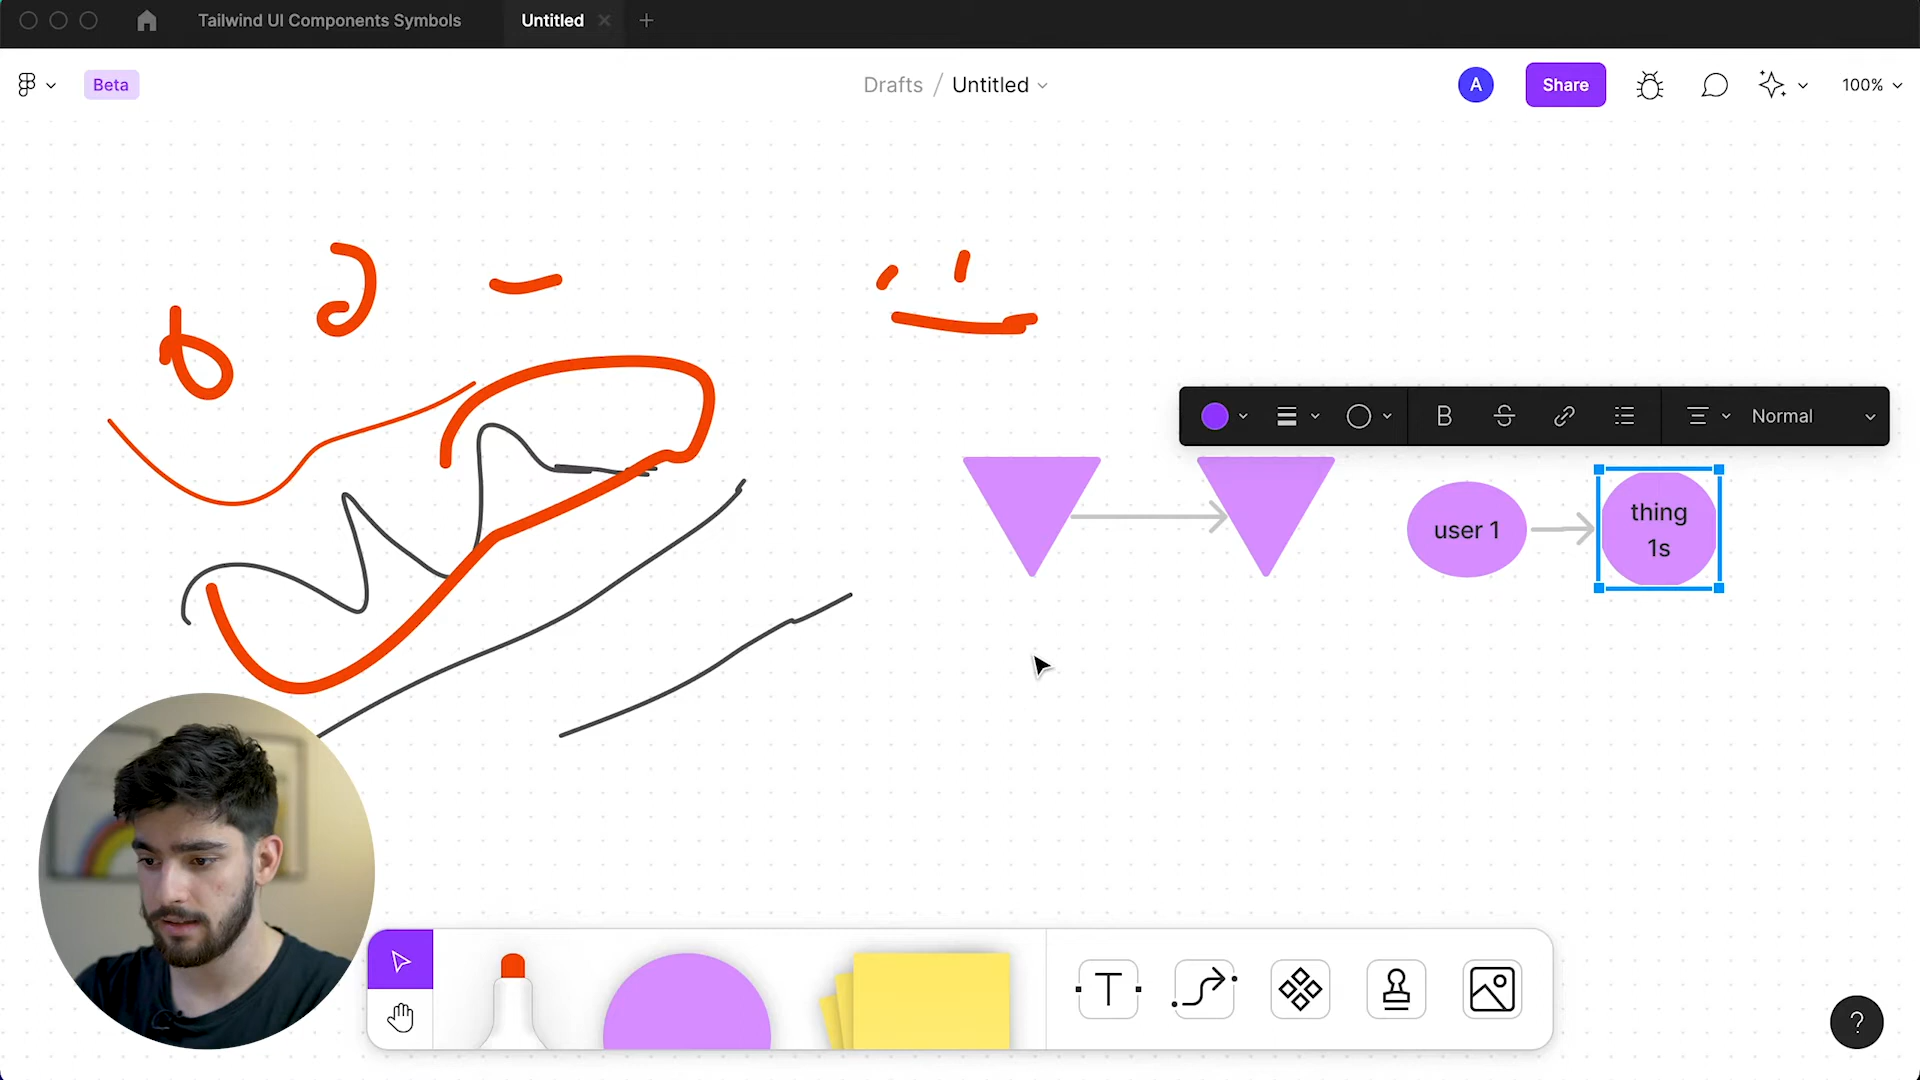 Tailwind UI Components Symbols
Untitled
Beta
Drafts / Untitled
A
Share
100%
B
S
Normal
user 1
thing
1s
T
?